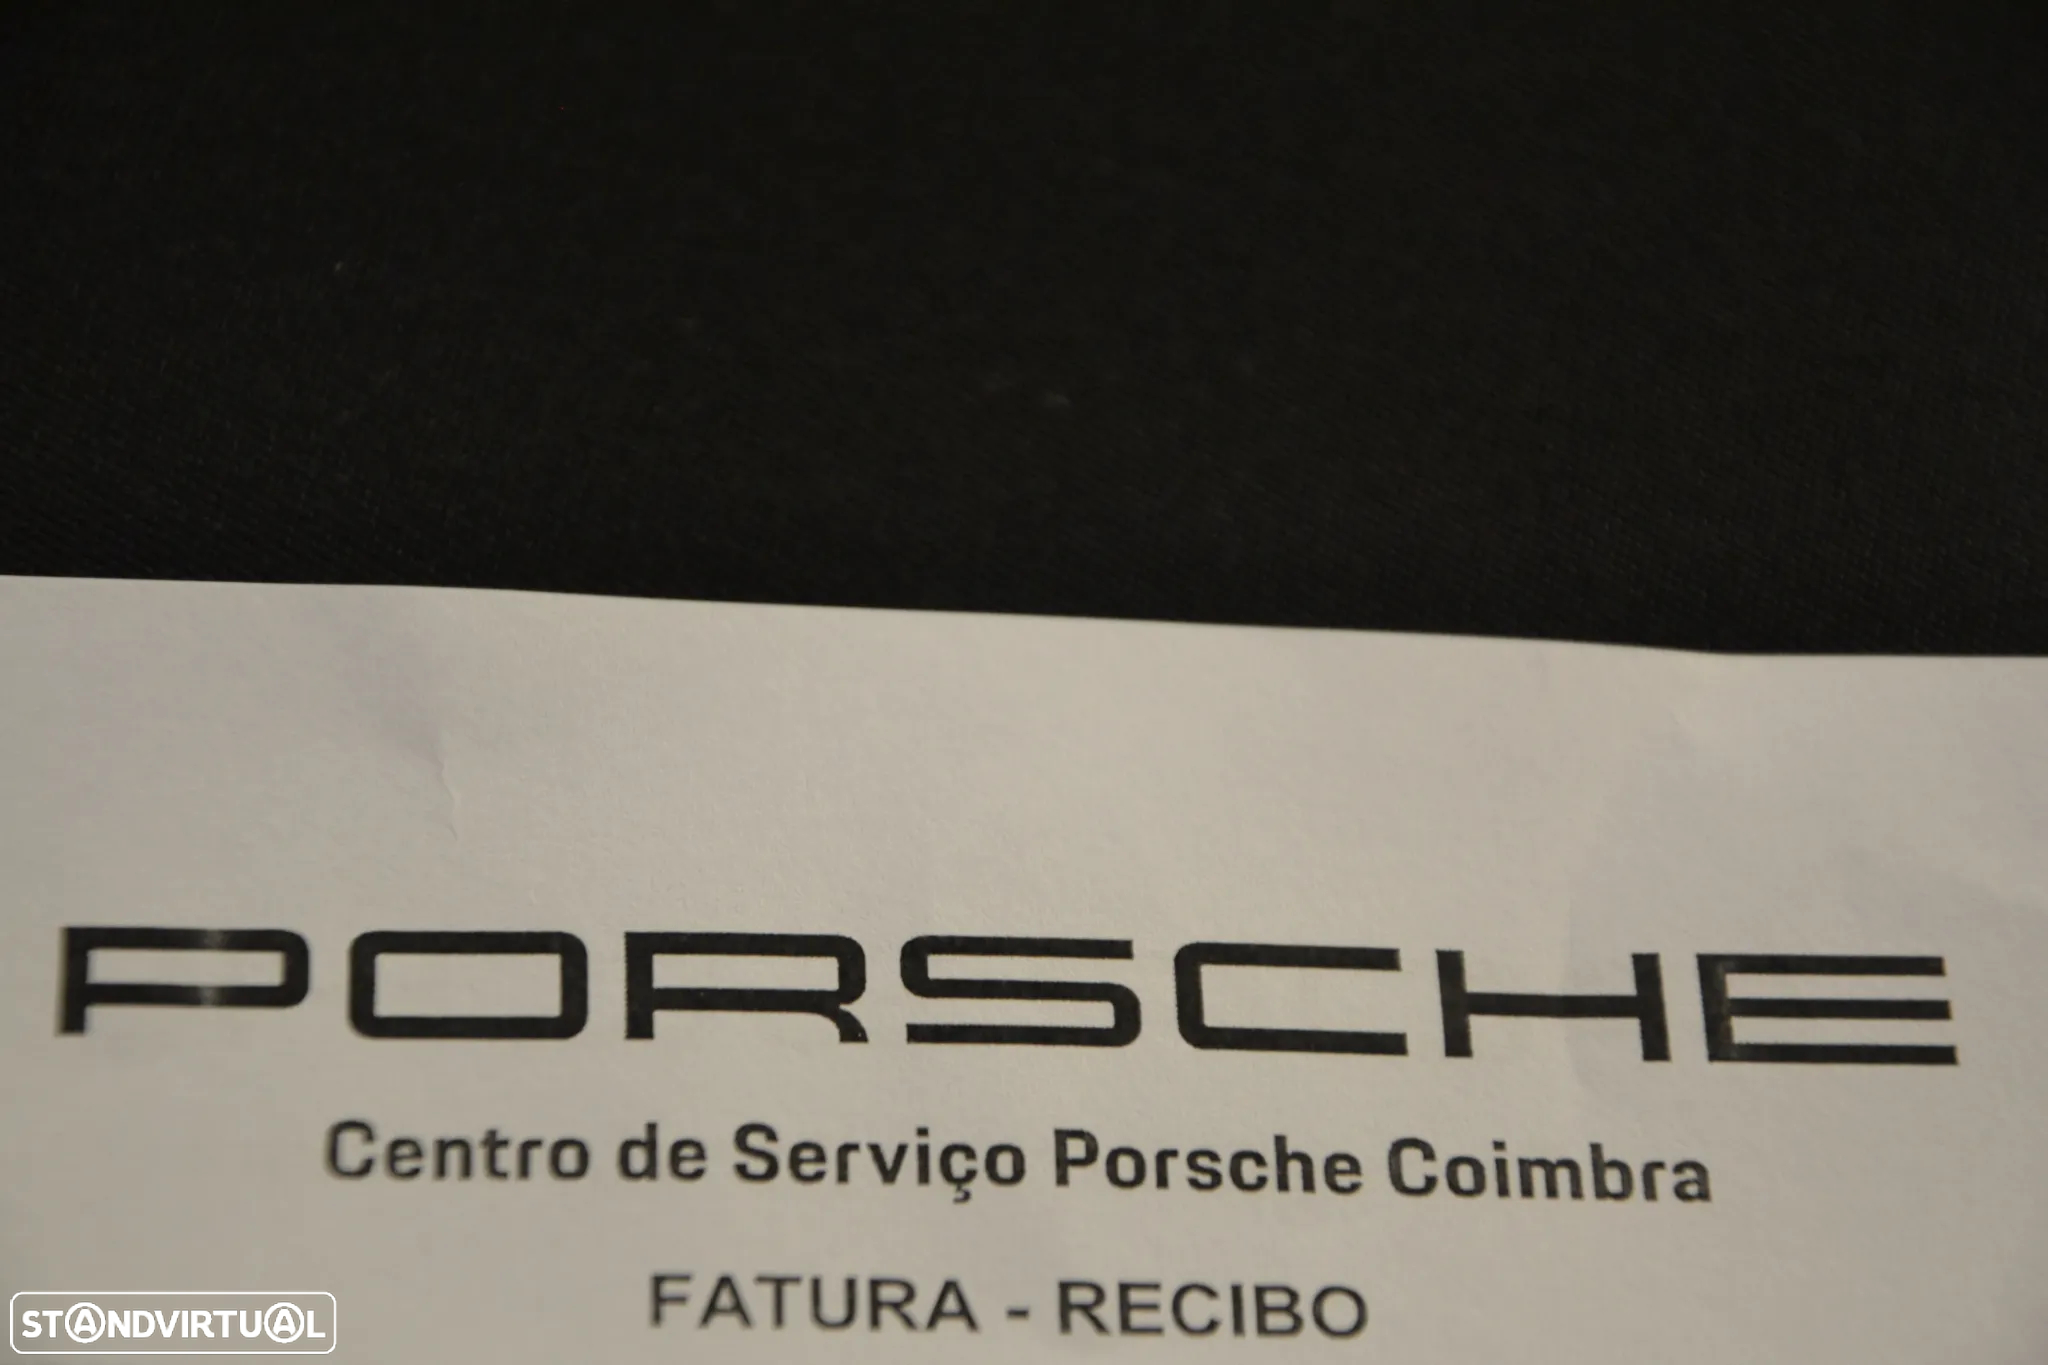 PORSCHE
Centro de Serviço Porsche Coimbra
FATURA - RECIBO
STANDVIRTUAL